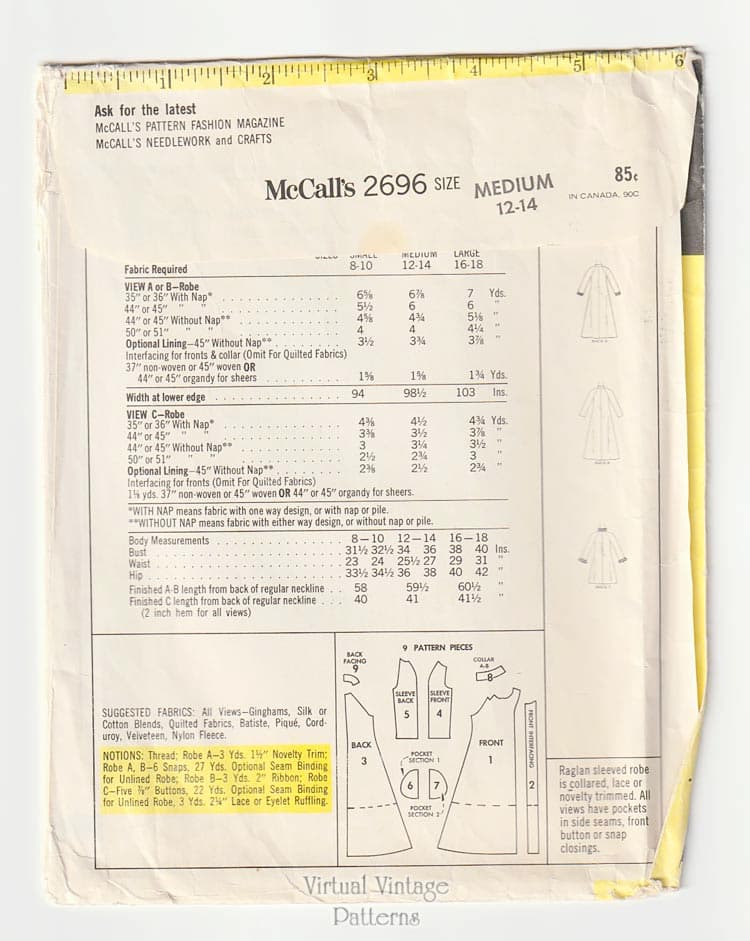 1 2 3 4 5 6
Ask for the latest
McCALL'S PATTERN FASHION MAGAZINE
McCALL'S NEEDLEWORK and CRAFTS
McCall's 2696 SIZE MEDIUM 12-14
85¢
IN CANADA, 90C
SMALL MEDIUM LARGE
Fabric Required 8-10 12-14 16-18
VIEW A or B—Robe
35" or 36" With Nap* 6⅝ 6⅞ 7 Yds.
44" or 45" " " 5½ 6 6 "
44" or 45" Without Nap** 4⅝ 4¾ 5⅛ "
50" or 51" " " 4 4 4¼ "
Optional Lining—45" Without Nap** 3½ 3¾ 3⅞ "
Interfacing for fronts & collar (Omit For Quilted Fabrics)
37" non-woven or 45" woven OR
44" or 45" organdy for sheers 1⅝ 1⅝ 1¾ Yds.
Width at lower edge 94 98½ 103 Ins.
VIEW C—Robe
35" or 36" With Nap* 4⅜ 4½ 4¾ Yds.
44" or 45" " " 3⅜ 3½ 3⅞ "
44" or 45" Without Nap** 3 3¼ 3½ "
50" or 51" " " 2½ 2¾ 3 "
Optional Lining—45" Without Nap** 2⅜ 2½ 2¾ "
Interfacing for fronts (Omit For Quilted Fabrics)
yds. 37" non-woven or 45" woven OR 44" or 45" organdy for sheers.
*WITH NAP means fabric with one way design, or with nap or pile.
**WITHOUT NAP means fabric with either way design, or without nap or pile.
Body Measurements 8—10 12—14 16—18
Bust 31½ 32½ 34 36 38 40 Ins.
Waist 23 24 25½ 27 29 31 "
Hip 33½ 34½ 36 38 40 42 "
Finished A-B length from back of regular neckline 58 59½ 60½ "
Finished C length from back of regular neckline 40 41 41½ "
(2 inch hem for all views)
SUGGESTED FABRICS: All Views—Ginghams, Silk or
Cotton Blends, Quilted Fabrics, Batiste, Piqué, Cord-
uroy, Velveteen, Nylon Fleece.
NOTIONS: Thread; Robe A—3 Yds. 1½" Novelty Trim;
Robe A, B—6 Snaps, 27 Yds. Optional Seam Binding
for Unlined Robe; Robe B—3 Yds. 2" Ribbon; Robe
C—Five ⅞" Buttons, 22 Yds. Optional Seam Binding
for Unlined Robe, 3 Yds. 2¼" Lace or Eyelet Ruffling.
9 PATTERN PIECES
BACK
FACING
9
COLLAR
A-B
8
SLEEVE
BACK
5
SLEEVE
FRONT
4
BACK
3
FRONT
1
FRONT INTERFACING
2
POCKET
SECTION 1
6
7
POCKET
SECTION 2
Raglan sleeved robe
is collared, lace or
novelty trimmed. All
views have pockets
in side seams, front
button or snap
closings.
Virtual Vintage
Patterns